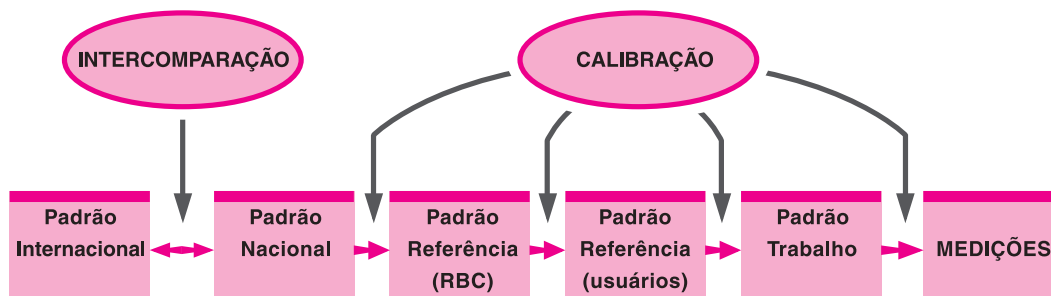 INTERCOMPARAÇÃO
CALIBRAÇÃO
Padrão
Internacional
Padrão
Nacional
Padrão
Referência
(RBC)
Padrão
Referência
(usuários)
Padrão
Trabalho
MEDIÇÕES